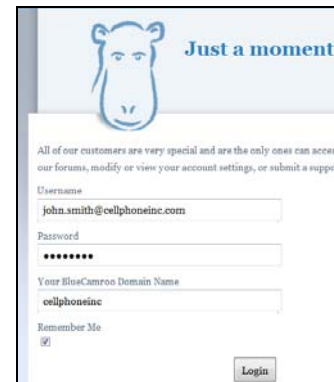 Just a moment
All of our customers are very special and are the only ones can acces
our forums, modify or view your account settings, or submit a suppo
Username
john.smith@cellphoneinc.com
Password
••••••••
Your BlueCamroo Domain Name
cellphoneinc
Remember Me
Login